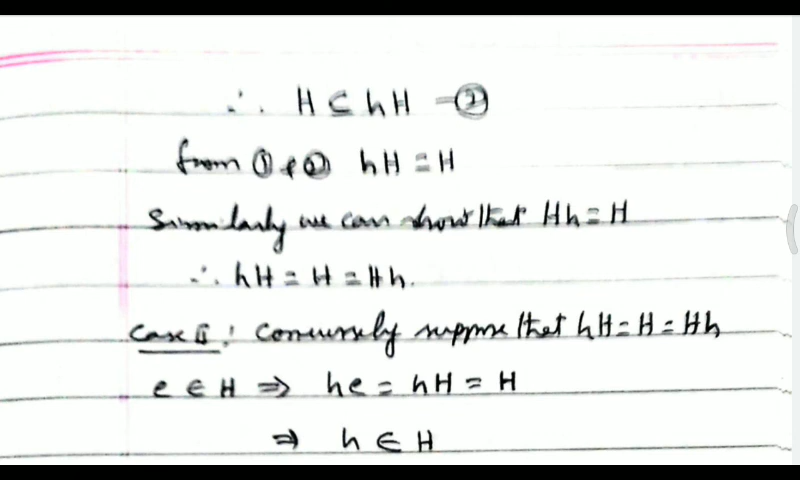 ∴ H ⊆ hH —②
from ① & ② hH = H
Similarly we can show that Hh = H
∴ hH = H = Hh.
Case II : Conversely suppose that hH = H = Hh
e ∈ H ⇒ he = hH = H
⇒ h ∈ H